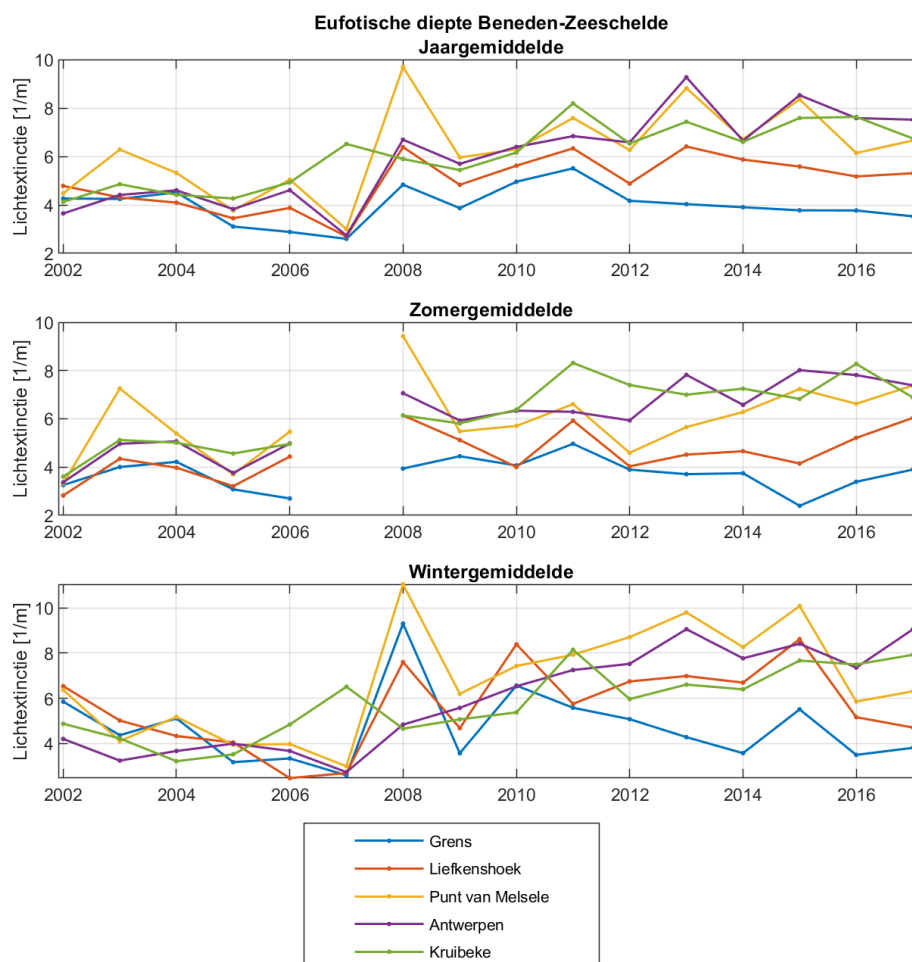 Eufotische diepte Beneden-Zeeschelde
Jaargemiddelde
Lichtextinctie [1/m]
10
8
6
4
2
2002 2004 2006 2008 2010 2012 2014 2016
Zomergemiddelde
Lichtextinctie [1/m]
10
8
6
4
2
2002 2004 2006 2008 2010 2012 2014 2016
Wintergemiddelde
Lichtextinctie [1/m]
10
8
6
4
2002 2004 2006 2008 2010 2012 2014 2016
Grens
Liefkenshoek
Punt van Melsele
Antwerpen
Kruibeke